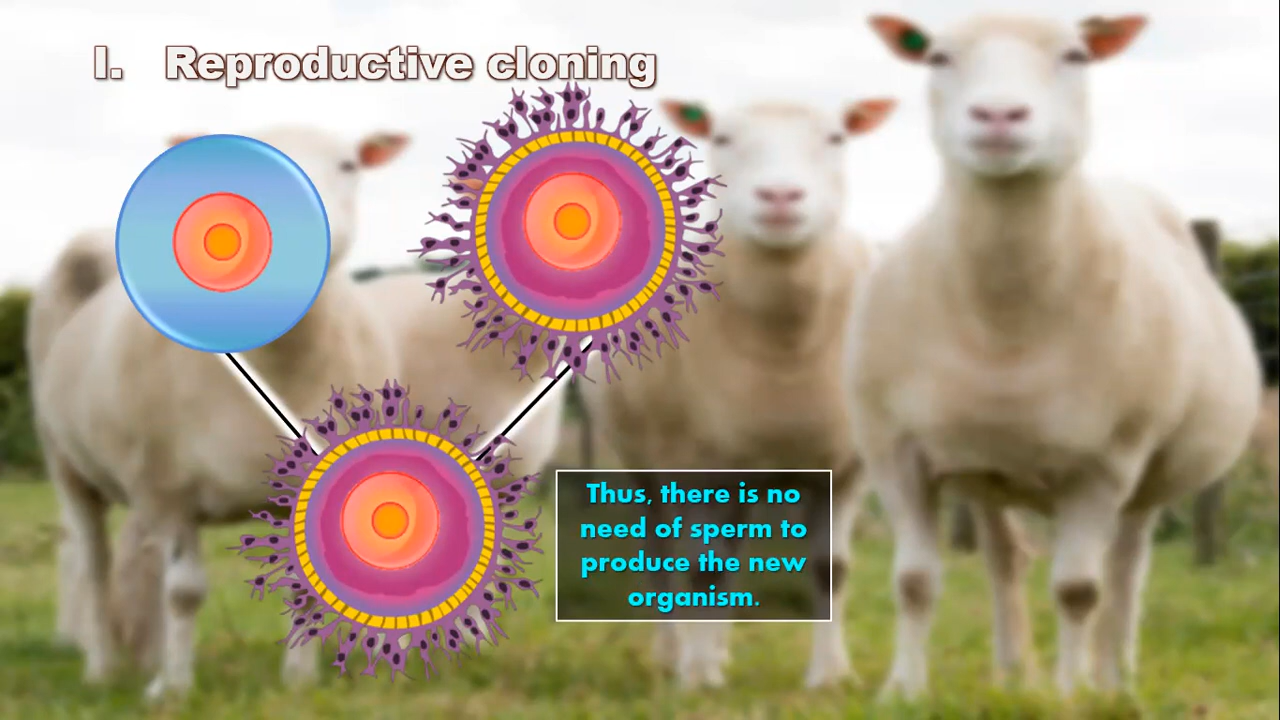 I. Reproductive cloning
Thus, there is no
need of sperm to
produce the new
organism.